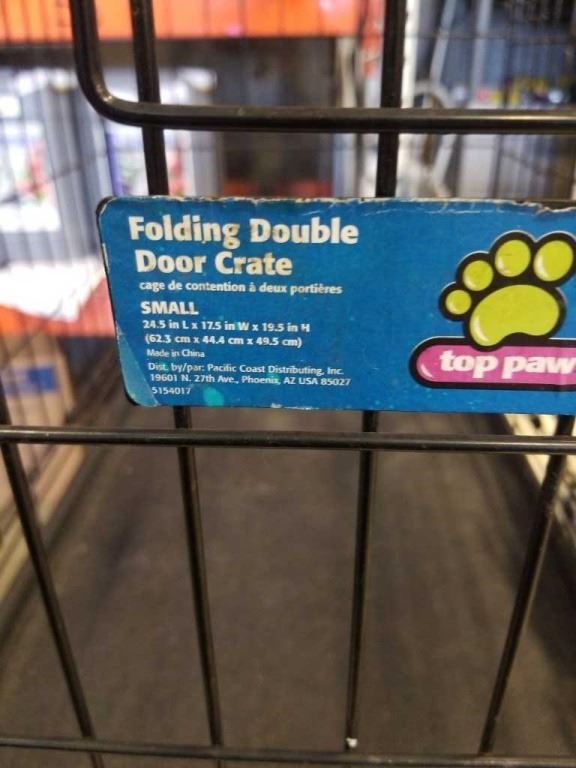 Folding Double
Door Crate
cage de contention à deux portières
SMALL
24.5 in L x 17.5 in W x 19.5 in H
(62.3 cm x 44.4 cm x 49.5 cm)
Made in China
Dist. by/par: Pacific Coast Distributing, Inc.
19601 N. 27th Ave., Phoenix, AZ USA 85027
5154017
top paw